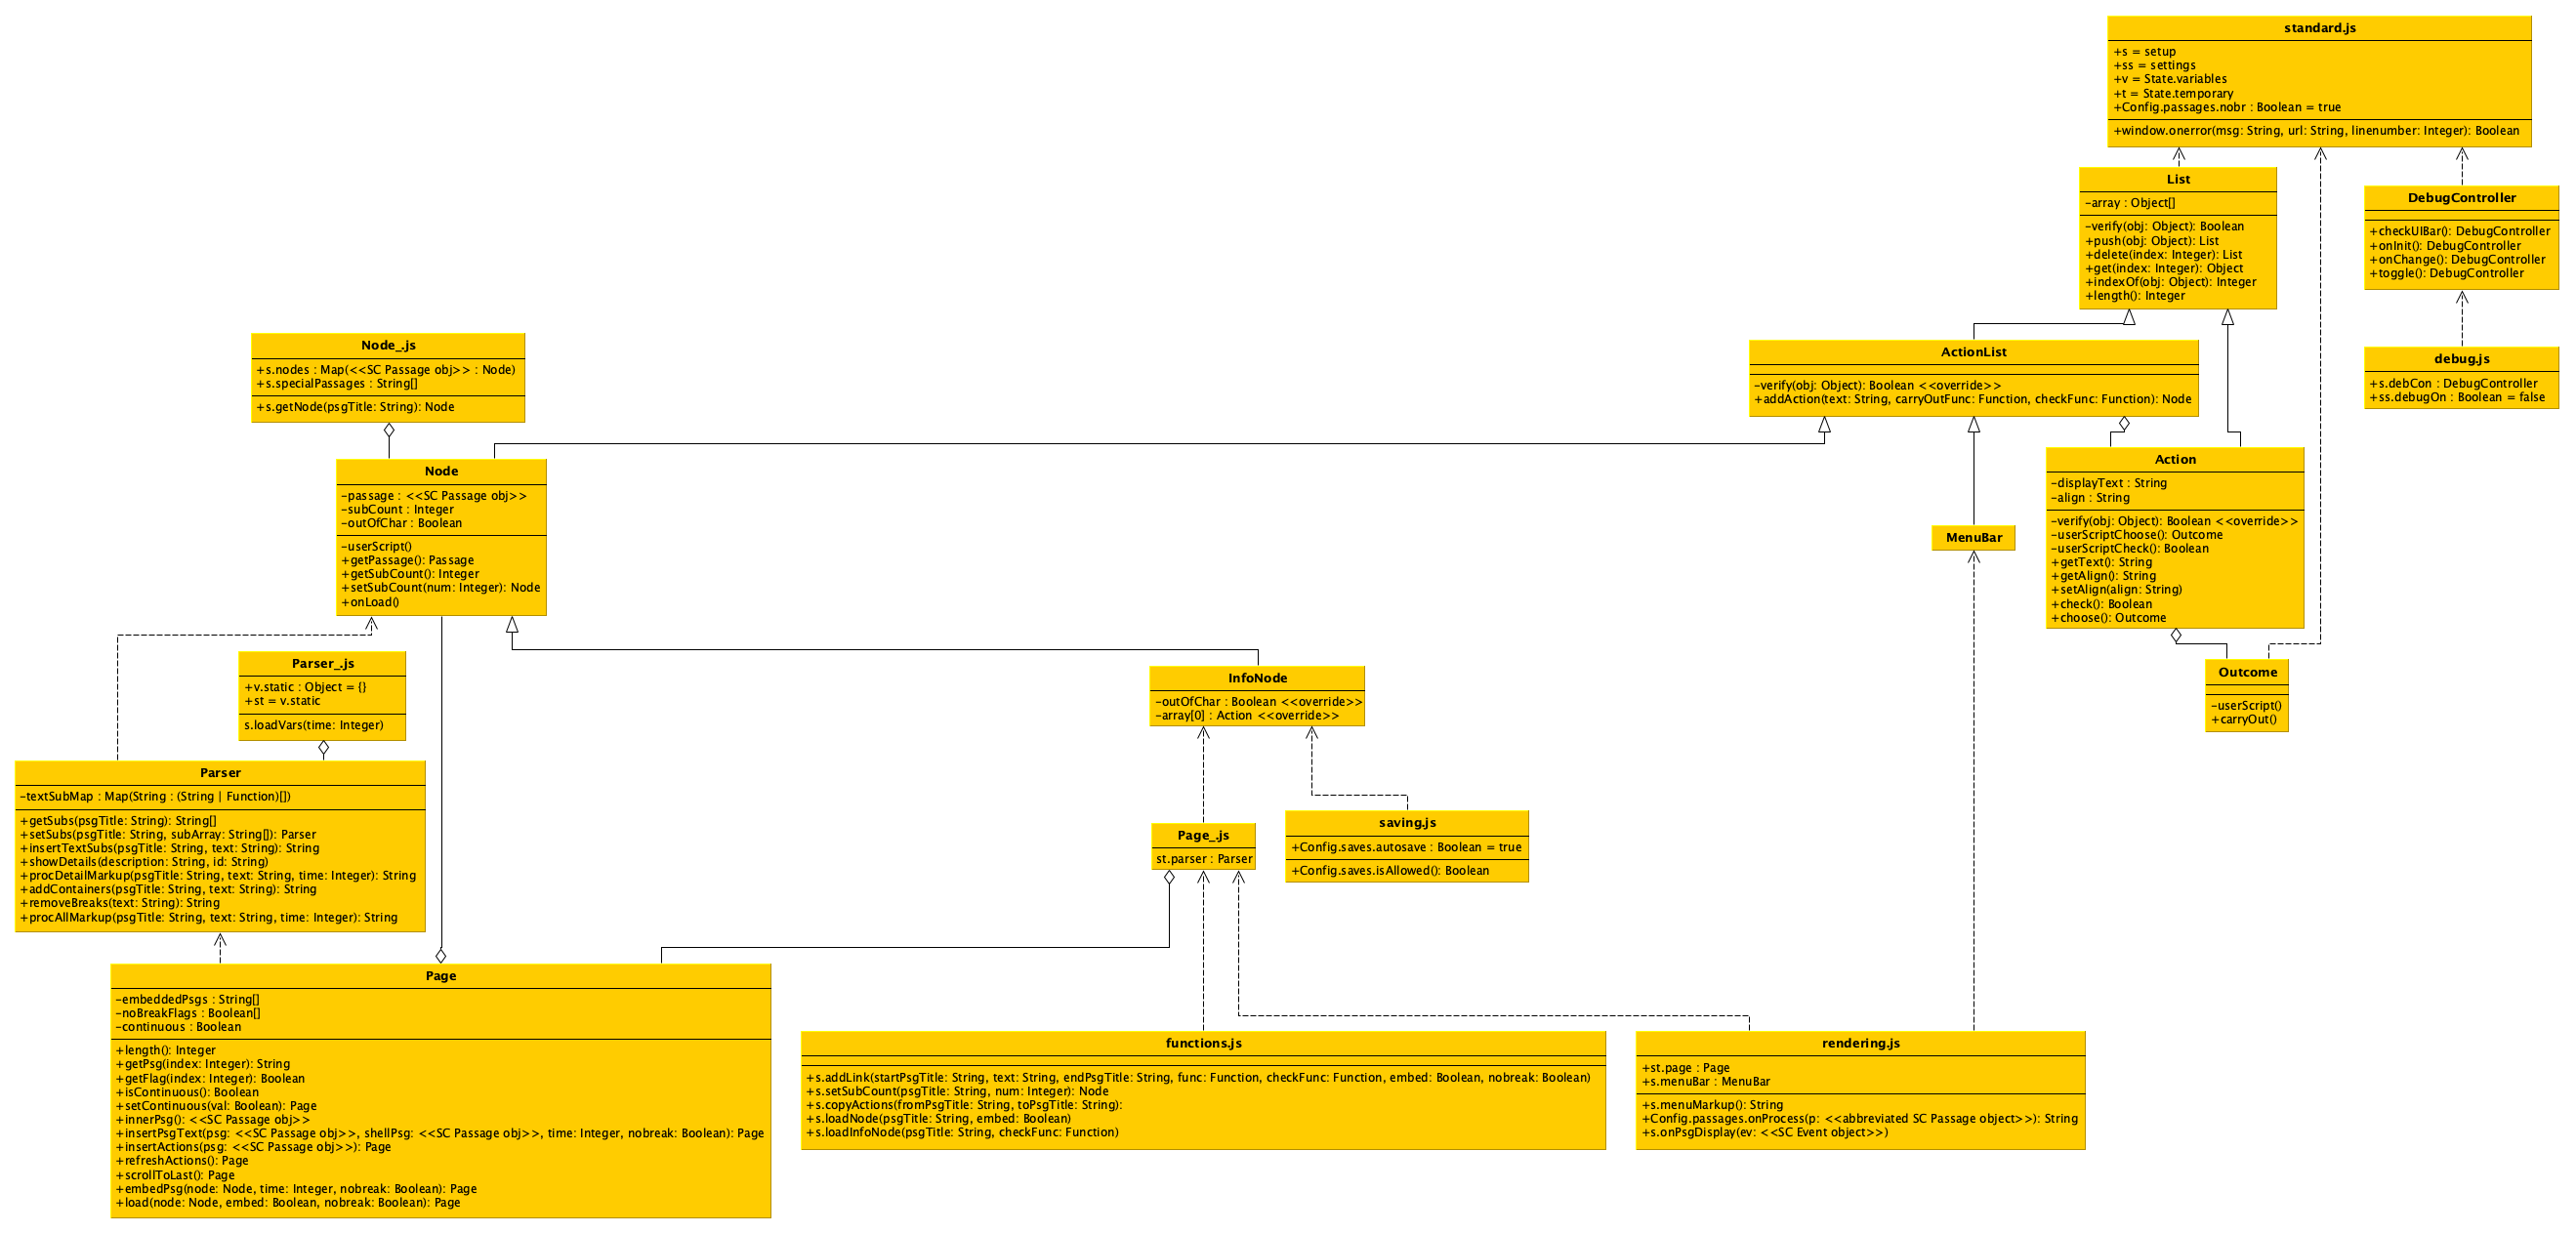 standard.js
+s = setup
+ss = settings
+v = State.variables
+t = State.temporary
+Config.passages.nobr : Boolean = true
+window.onerror(msg: String, url: String, linenumber: Integer): Boolean
List
-array : Object[]
-verify(obj: Object): Boolean
+push(obj: Object): List
+delete(index: Integer): List
+get(index: Integer): Object
+indexOf(obj: Object): Integer
+length(): Integer
DebugController
+checkUIBar(): DebugController
+onInit(): DebugController
+onChange(): DebugController
+toggle(): DebugController
debug.js
+s.debCon : DebugController
+ss.debugOn : Boolean = false
Node_.js
+s.nodes : Map(<<SC Passage obj>> : Node)
+s.specialPassages : String[]
+s.getNode(psgTitle: String): Node
ActionList
-verify(obj: Object): Boolean <<override>>
+addAction(text: String, carryOutFunc: Function, checkFunc: Function): Node
Node
-passage : <<SC Passage obj>>
-subCount : Integer
-outOfChar : Boolean
-userScript()
+getPassage(): Passage
+getSubCount(): Integer
+setSubCount(num: Integer): Node
+onLoad()
MenuBar
Action
-displayText : String
-align : String
-verify(obj: Object): Boolean <<override>>
-userScriptChoose(): Outcome
-userScriptCheck(): Boolean
+getText(): String
+getAlign(): String
+setAlign(align: String)
+check(): Boolean
+choose(): Outcome
Parser_.js
+v.static : Object = {}
+st = v.static
s.loadVars(time: Integer)
InfoNode
-outOfChar : Boolean <<override>>
-array[0] : Action <<override>>
Outcome
-userScript()
+carryOut()
Parser
-textSubMap : Map(String : (String | Function)[])
+getSubs(psgTitle: String): String[]
+setSubs(psgTitle: String, subArray: String[]): Parser
+insertTextSubs(psgTitle: String, text: String): String
+showDetails(description: String, id: String)
+procDetailMarkup(psgTitle: String, text: String, time: Integer): String
+addContainers(psgTitle: String, text: String): String
+removeBreaks(text: String): String
+procAllMarkup(psgTitle: String, text: String, time: Integer): String
Page_.js
st.parser : Parser
saving.js
+Config.saves.autosave : Boolean = true
+Config.saves.isAllowed(): Boolean
Page
-embeddedPsgs : String[]
-noBreakFlags : Boolean[]
-continuous : Boolean
+length(): Integer
+getPsg(index: Integer): String
+getFlag(index: Integer): Boolean
+isContinuous(): Boolean
+setContinuous(val: Boolean): Page
+innerPsg(): <<SC Passage obj>>
+insertPsgText(psg: <<SC Passage obj>>, shellPsg: <<SC Passage obj>>, time: Integer, nobreak: Boolean): Page
+insertActions(psg: <<SC Passage obj>>): Page
+refreshActions(): Page
+scrollToLast(): Page
+embedPsg(node: Node, time: Integer, nobreak: Boolean): Page
+load(node: Node, embed: Boolean, nobreak: Boolean): Page
functions.js
+s.addLink(startPsgTitle: String, text: String, endPsgTitle: String, func: Function, checkFunc: Function, embed: Boolean, nobreak: Boolean)
+s.setSubCount(psgTitle: String, num: Integer): Node
+s.copyActions(fromPsgTitle: String, toPsgTitle: String):
+s.loadNode(psgTitle: String, embed: Boolean)
+s.loadInfoNode(psgTitle: String, checkFunc: Function)
rendering.js
+st.page : Page
+s.menuBar : MenuBar
+s.menuMarkup(): String
+Config.passages.onProcess(p: <<abbreviated SC Passage object>>): String
+s.onPsgDisplay(ev: <<SC Event object>>)